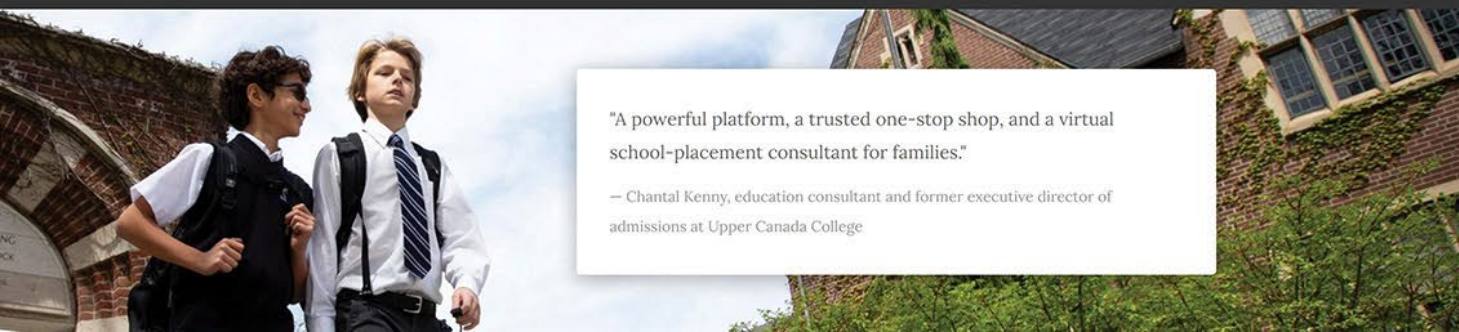 "A powerful platform, a trusted one-stop shop, and a virtual
school-placement consultant for families."
— Chantal Kenny, education consultant and former executive director of
admissions at Upper Canada College